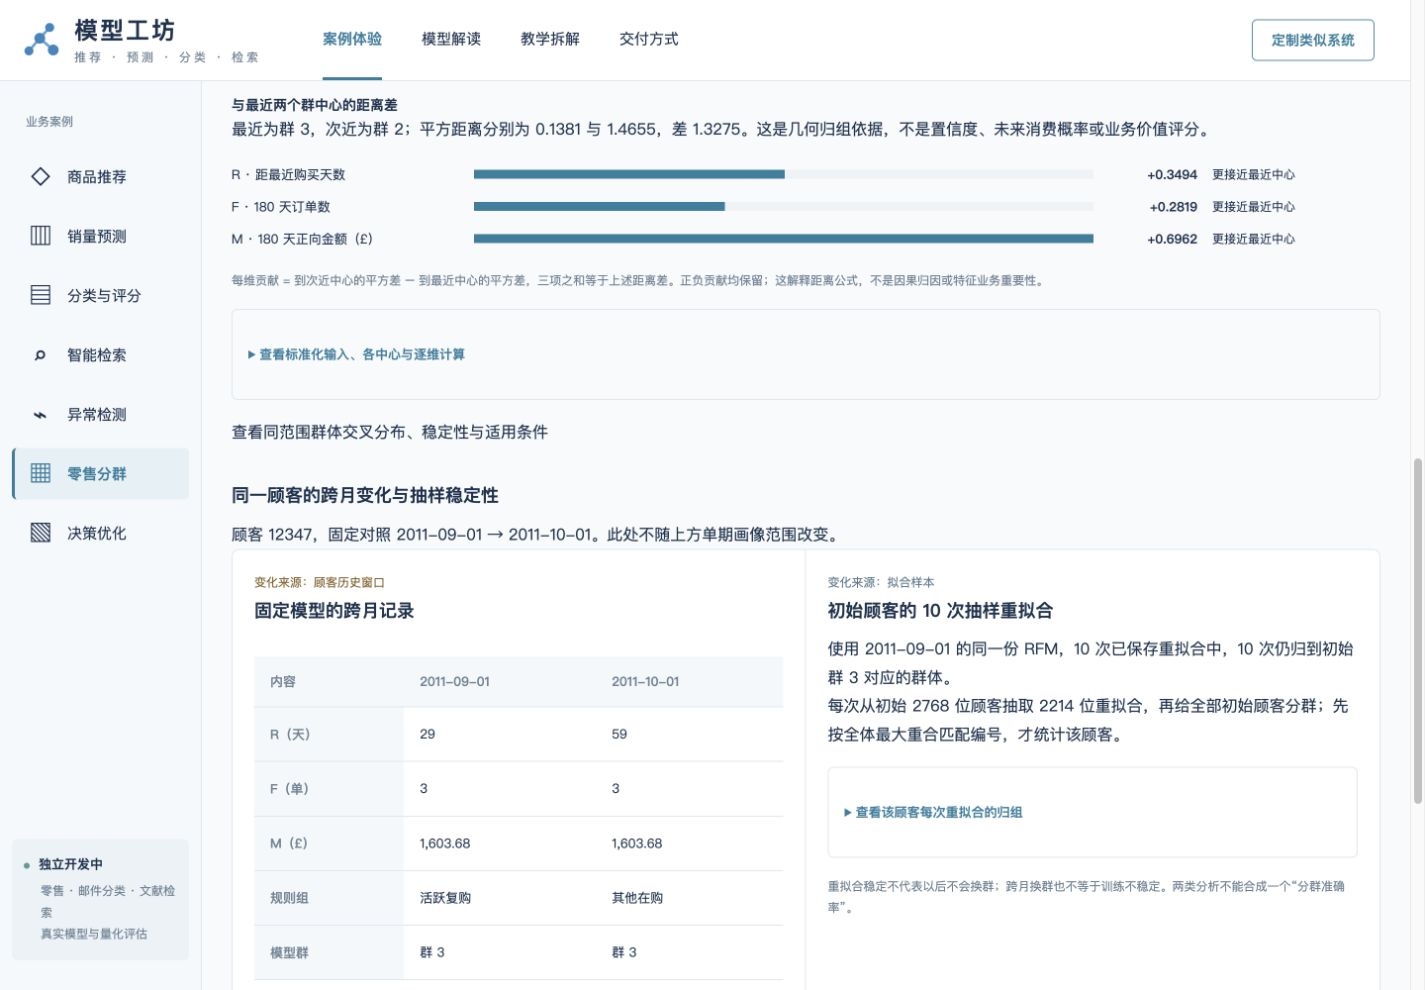 模型工坊
推荐 · 预测 · 分类 · 检索
案例体验
模型解读
教学拆解
交付方式
定制类似系统
业务案例
商品推荐
销量预测
分类与评分
智能检索
异常检测
零售分群
决策优化
独立开发中
零售 · 邮件分类 · 文献检
索
真实模型与量化评估
与最近两个群中心的距离差
最近为群 3，次近为群 2；平方距离分别为 0.1381 与 1.4655，差 1.3275。这是几何归组依据，不是置信度、未来消费概率或业务价值评分。
R · 距最近购买天数 +0.3494 更接近最近中心
F · 180 天订单数 +0.2819 更接近最近中心
M · 180 天正向金额（£） +0.6962 更接近最近中心
每维贡献 = 到次近中心的平方差 − 到最近中心的平方差，三项之和等于上述距离差。正负贡献均保留；这解释距离公式，不是因果归因或特征业务重要性。
▶ 查看标准化输入、各中心与逐维计算
查看同范围群体交叉分布、稳定性与适用条件
同一顾客的跨月变化与抽样稳定性
顾客 12347，固定对照 2011-09-01 → 2011-10-01。此处不随上方单期画像范围改变。
变化来源：顾客历史窗口
固定模型的跨月记录
内容 2011-09-01 2011-10-01
R（天） 29 59
F（单） 3 3
M（£） 1,603.68 1,603.68
规则组 活跃复购 其他在购
模型群 群 3 群 3
变化来源：拟合样本
初始顾客的 10 次抽样重拟合
使用 2011-09-01 的同一份 RFM，10 次已保存重拟合中，10 次仍归到初始
群 3 对应的群体。
每次从初始 2768 位顾客抽取 2214 位重拟合，再给全部初始顾客分群；先
按全体最大重合匹配编号，才统计该顾客。
▶ 查看该顾客每次重拟合的归组
重拟合稳定不代表以后不会换群；跨月换群也不等于训练不稳定。两类分析不能合成一个“分群准确
率”。